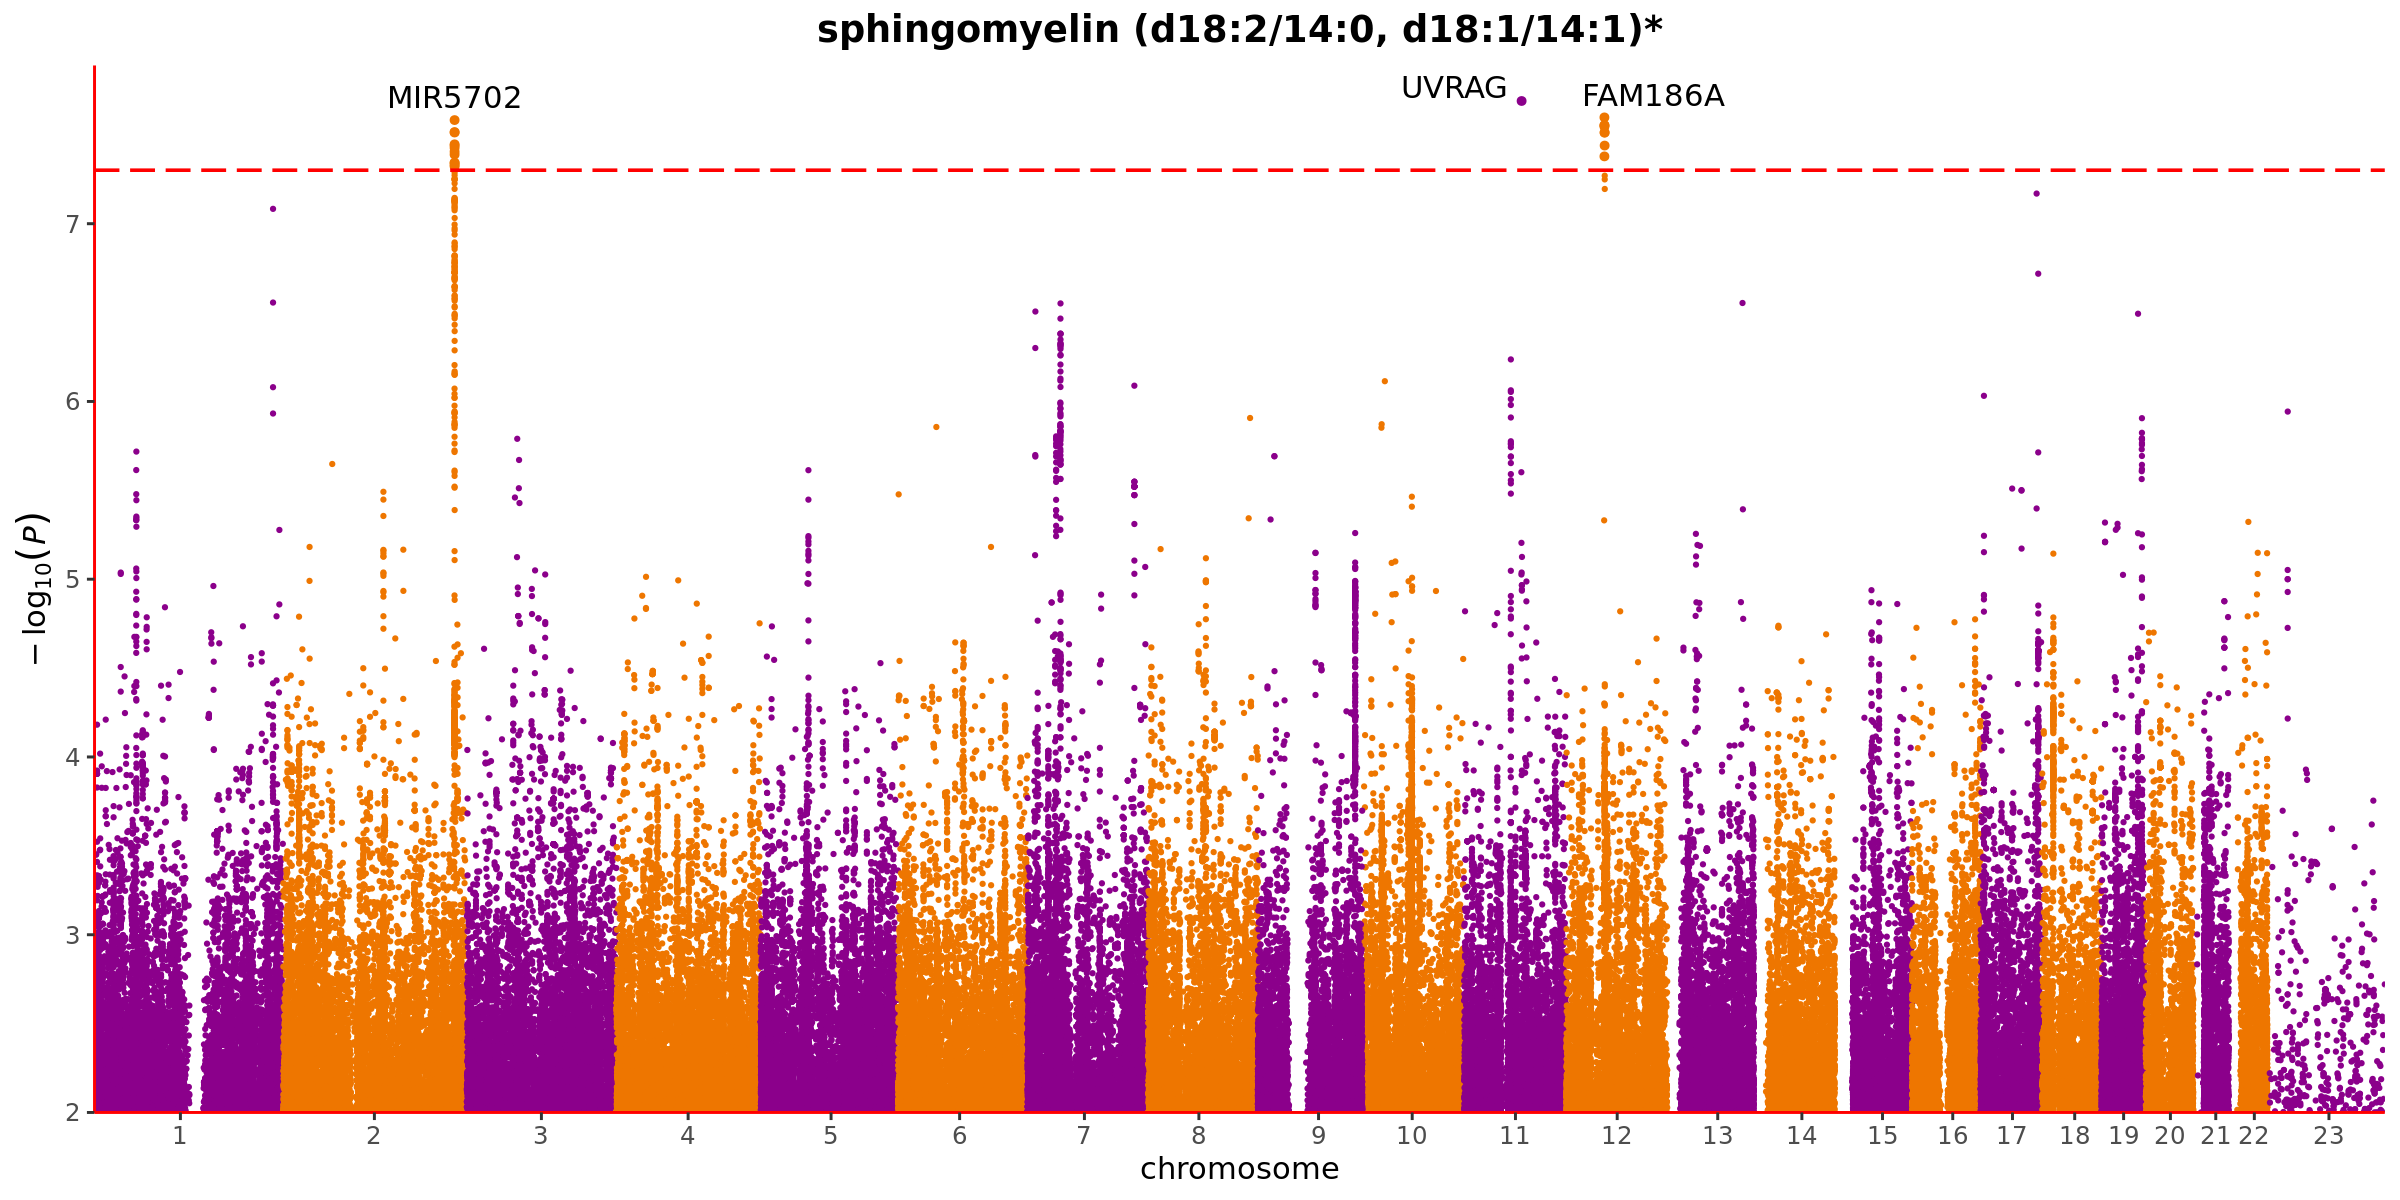 sphingomyelin (d18:2/14:0, d18:1/14:1)*
MIR5702
UVRAG
FAM186A
7
6
5
4
3
2
−log10(P)
1 2 3 4 5 6 7 8 9 10 11 12 13 14 15 16 17 18 19 20 21 22 23
chromosome